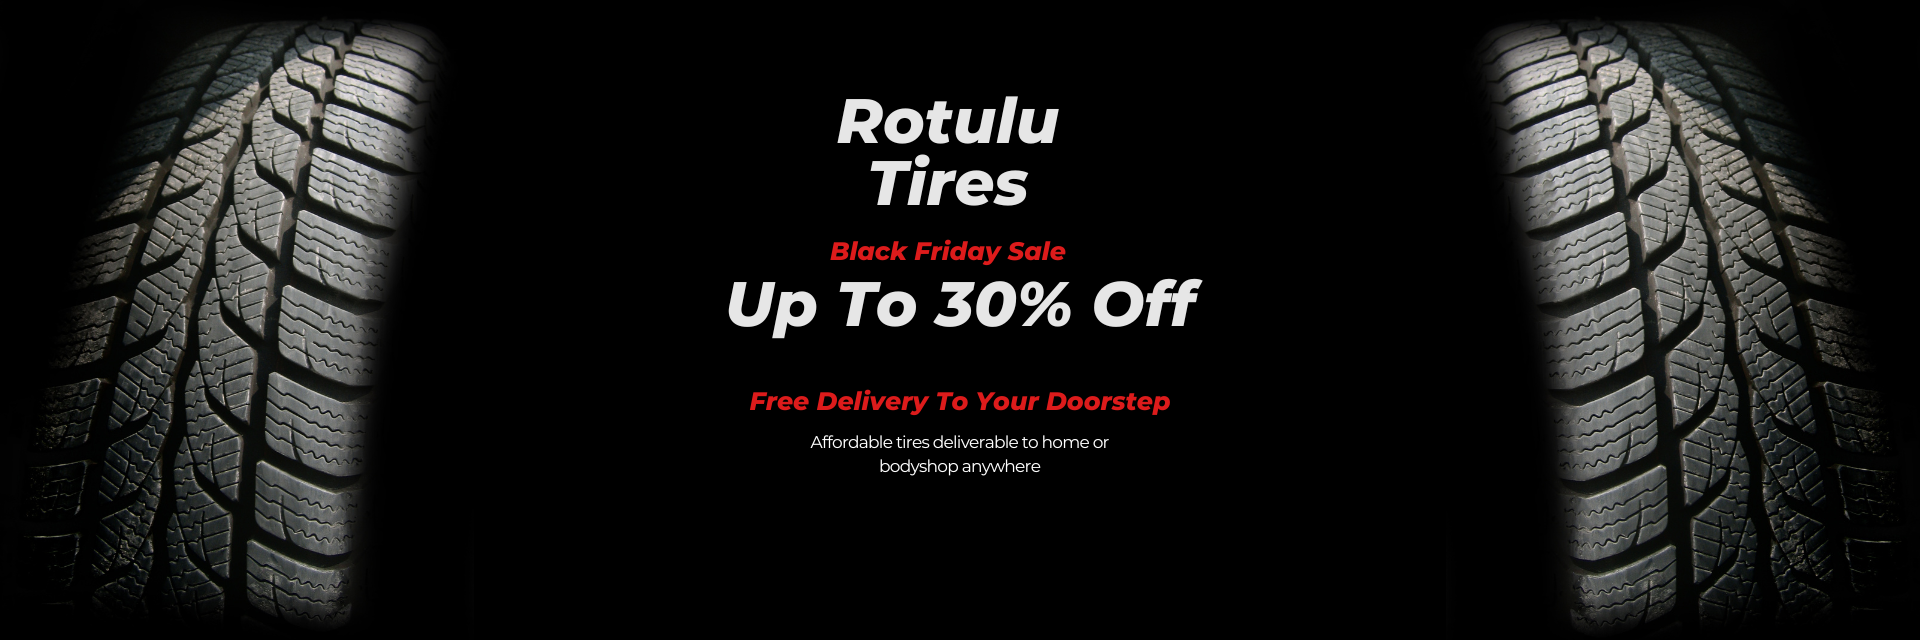 Rotulu
Tires
Black Friday Sale
Up To 30% Off
Free Delivery To Your Doorstep
Affordable tires deliverable to home or
bodyshop anywhere